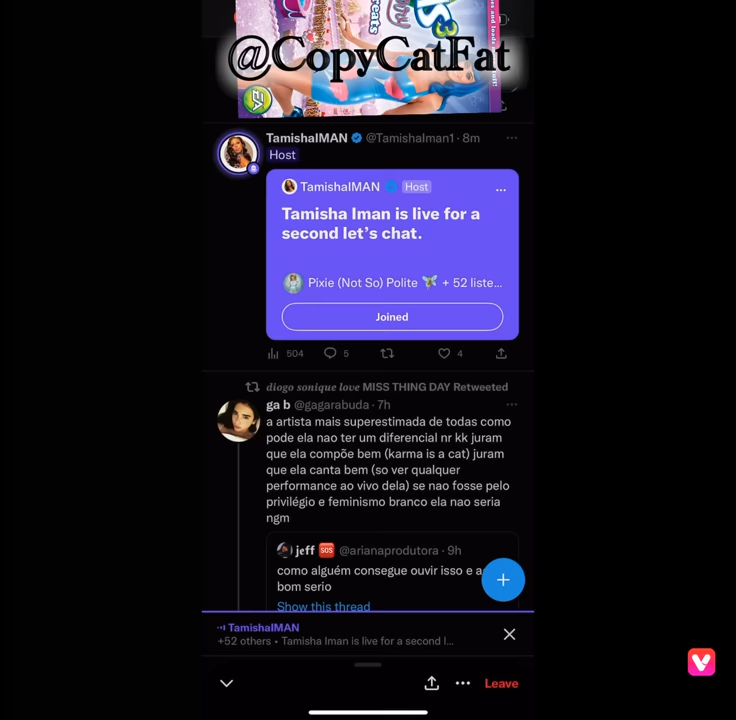 @CopyCatFat
EA
TamishaIMAN @TamishaIman1 · 8m
Host
TamishaIMAN Host
Tamisha Iman is live for a
second let's chat.
Pixie (Not So) Polite + 52 liste...
Joined
504 5 4
diogo sonique love MISS THING DAY Retweeted
ga b @gagarabuda · 7h
a artista mais superestimada de todas como
pode ela nao ter um diferencial nr kk juram
que ela compõe bem (karma is a cat) juram
que ela canta bem (so ver qualquer
performance ao vivo dela) se nao fosse pelo
privilégio e feminismo branco ela nao seria
ngm
jeff SOS @arianaprodutora · 9h
como alguém consegue ouvir isso e a
bom serio
Show this thread
TamishaIMAN
+52 others • Tamisha Iman is live for a second l...
Leave